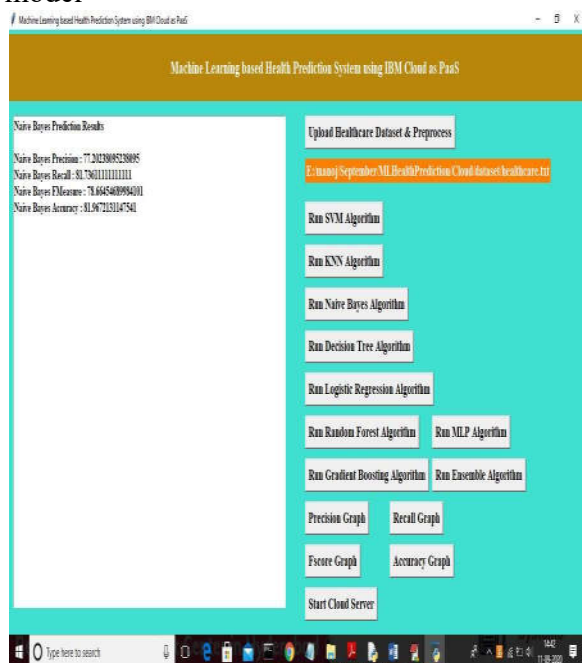 model
Machine Learning based Health Prediction System using IBM Cloud as PaaS
Machine Learning based Health Prediction System using IBM Cloud as PaaS
Naive Bayes Prediction Results
Naive Bayes Precision : 77.20238095238095
Naive Bayes Recall : 81.73611111111111
Naive Bayes FMeasure : 78.66454689984101
Naive Bayes Accuracy : 81.9672131147541
Upload Healthcare Dataset & Preprocess
E:/manoj/September/MLHealthPrediction/Cloud/dataset/healthcare.txt
Run SVM Algorithm
Run KNN Algorithm
Run Naive Bayes Algorithm
Run Decision Tree Algorithm
Run Logistic Regression Algorithm
Run Random Forest Algorithm Run MLP Algorithm
Run Gradient Boosting Algorithm Run Ensemble Algorithm
Precision Graph Recall Graph
Fscore Graph Accuracy Graph
Start Cloud Server
Type here to search
14:42